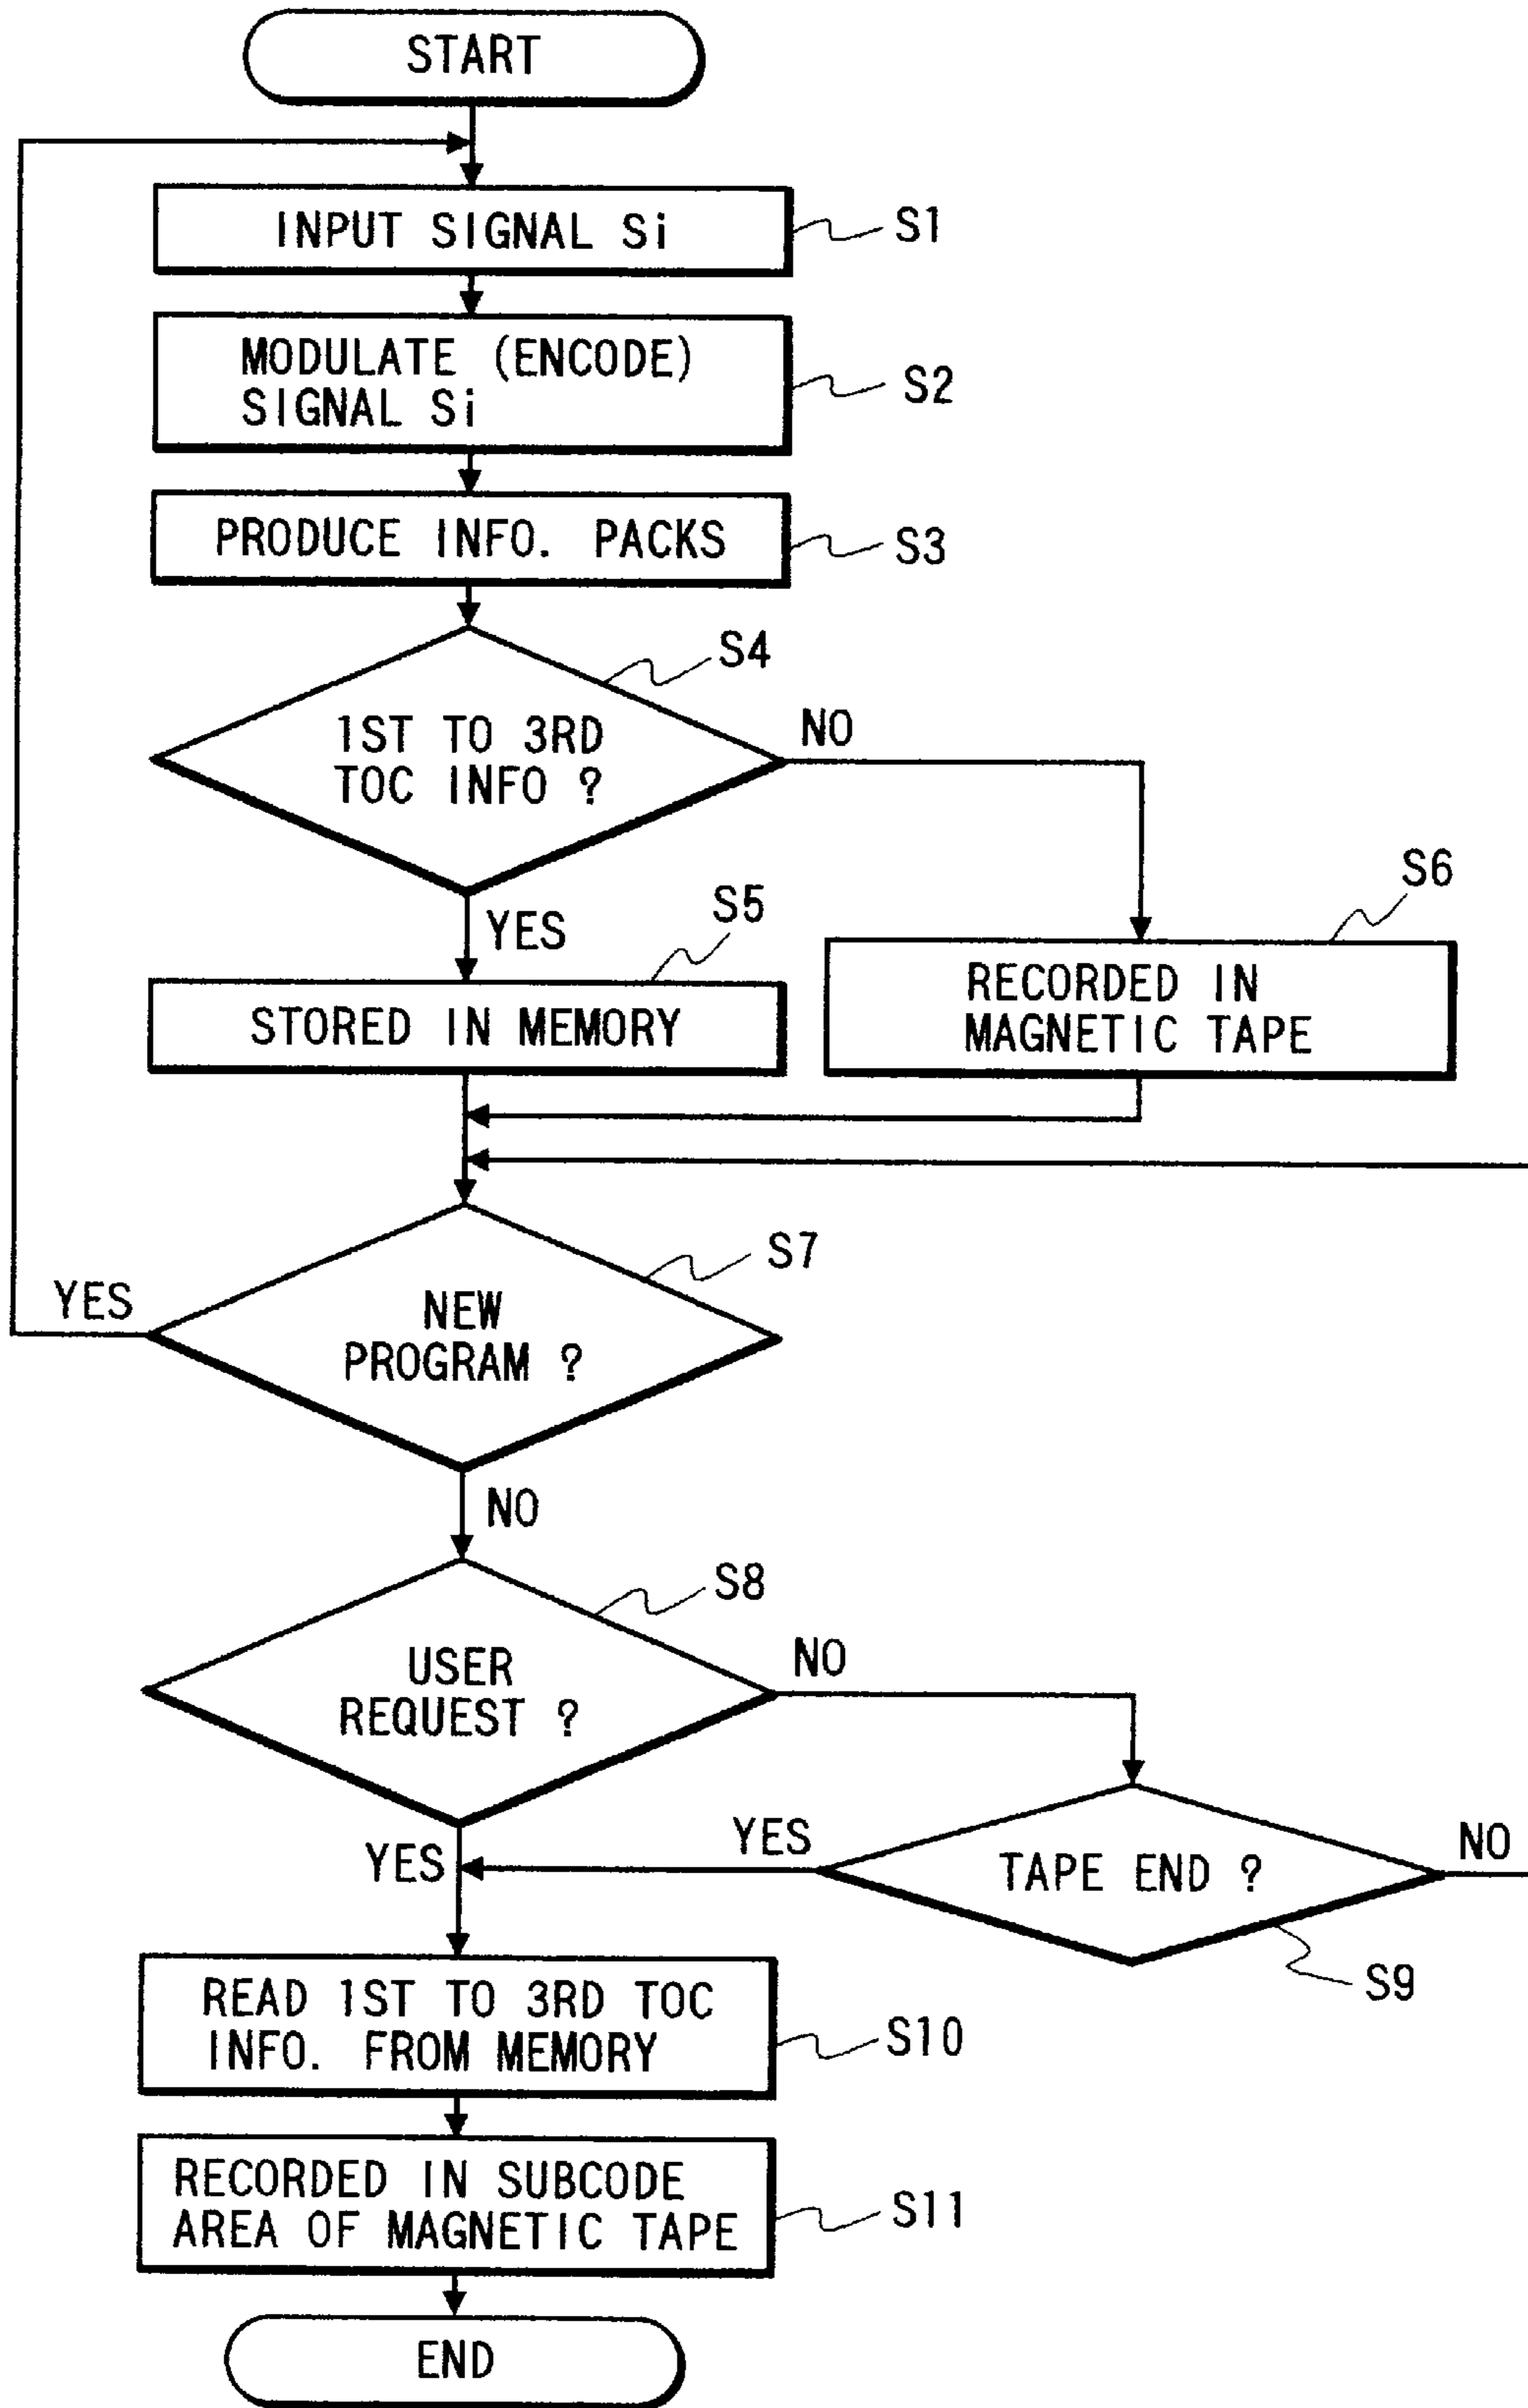 START
INPUT SIGNAL Si
S1
MODULATE (ENCODE)
SIGNAL Si
S2
PRODUCE INFO. PACKS
S3
S4
1ST TO 3RD
TOC INFO ?
NO
YES
S5
S6
STORED IN MEMORY
RECORDED IN
MAGNETIC TAPE
S7
YES
NEW
PROGRAM ?
NO
S8
USER
REQUEST ?
NO
YES
YES
TAPE END ?
NO
S9
READ 1ST TO 3RD TOC
INFO. FROM MEMORY
S10
RECORDED IN SUBCODE
AREA OF MAGNETIC TAPE
S11
END